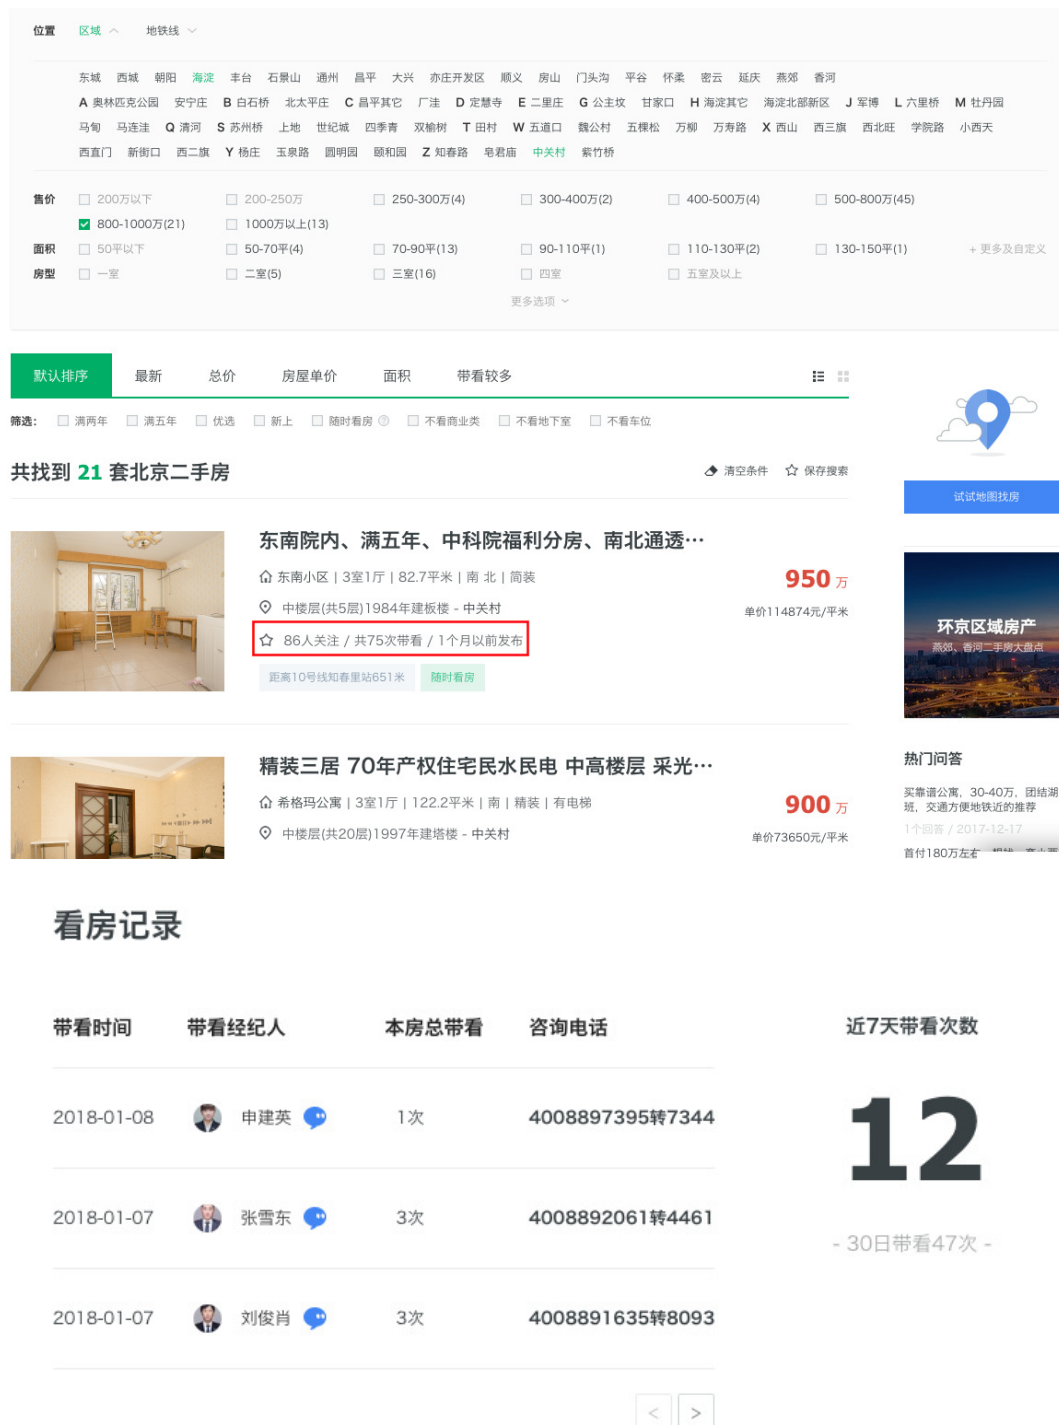 位置 区域 地铁线
东城 西城 朝阳 海淀 丰台 石景山 通州 昌平 大兴 亦庄开发区 顺义 房山 门头沟 平谷 怀柔 密云 延庆 燕郊 香河
A 奥林匹克公园 安宁庄 B 白石桥 北太平庄 C 昌平其它 厂洼 D 定慧寺 E 二里庄 G 公主坟 甘家口 H 海淀其它 海淀北部新区 J 军博 L 六里桥 M 牡丹园
马甸 马连洼 Q 清河 S 苏州桥 上地 世纪城 四季青 双榆树 T 田村 W 五道口 魏公村 五棵松 万柳 万寿路 X 西山 西三旗 西北旺 学院路 小西天
西直门 新街口 西二旗 Y 杨庄 玉泉路 圆明园 颐和园 Z 知春路 皂君庙 中关村 紫竹桥
售价 200万以下 200-250万 250-300万(4) 300-400万(2) 400-500万(4) 500-800万(45)
800-1000万(21) 1000万以上(13)
面积 50平以下 50-70平(4) 70-90平(13) 90-110平(1) 110-130平(2) 130-150平(1) + 更多及自定义
房型 一室 二室(5) 三室(16) 四室 五室及以上
更多选项
默认排序 最新 总价 房屋单价 面积 带看较多
筛选: 满两年 满五年 优选 新上 随时看房 ? 不看商业类 不看地下室 不看车位
共找到 21 套北京二手房 清空条件 保存搜索
试试地图找房
东南院内、满五年、中科院福利分房、南北通透…
东南小区 | 3室1厅 | 82.7平米 | 南 北 | 简装
950 万
中楼层(共5层)1984年建板楼 - 中关村
单价114874元/平米
86人关注 / 共75次带看 / 1个月以前发布
距离10号线知春里站651米 随时看房
环京区域房产
燕郊、香河二手房大盘点
精装三居 70年产权住宅民水民电 中高楼层 采光…
希格玛公寓 | 3室1厅 | 122.2平米 | 南 | 精装 | 有电梯
900 万
中楼层(共20层)1997年建塔楼 - 中关村
单价73650元/平米
热门问答
买靠谱公寓，30-40万，团结湖
班，交通方便地铁近的推荐
1个回答 / 2017-12-17
首付180万左右
看房记录
带看时间 带看经纪人 本房总带看 咨询电话
2018-01-08 申建英 1次 4008897395转7344
2018-01-07 张雪东 3次 4008892061转4461
2018-01-07 刘俊肖 3次 4008891635转8093
< >
近7天带看次数
12
- 30日带看47次 -